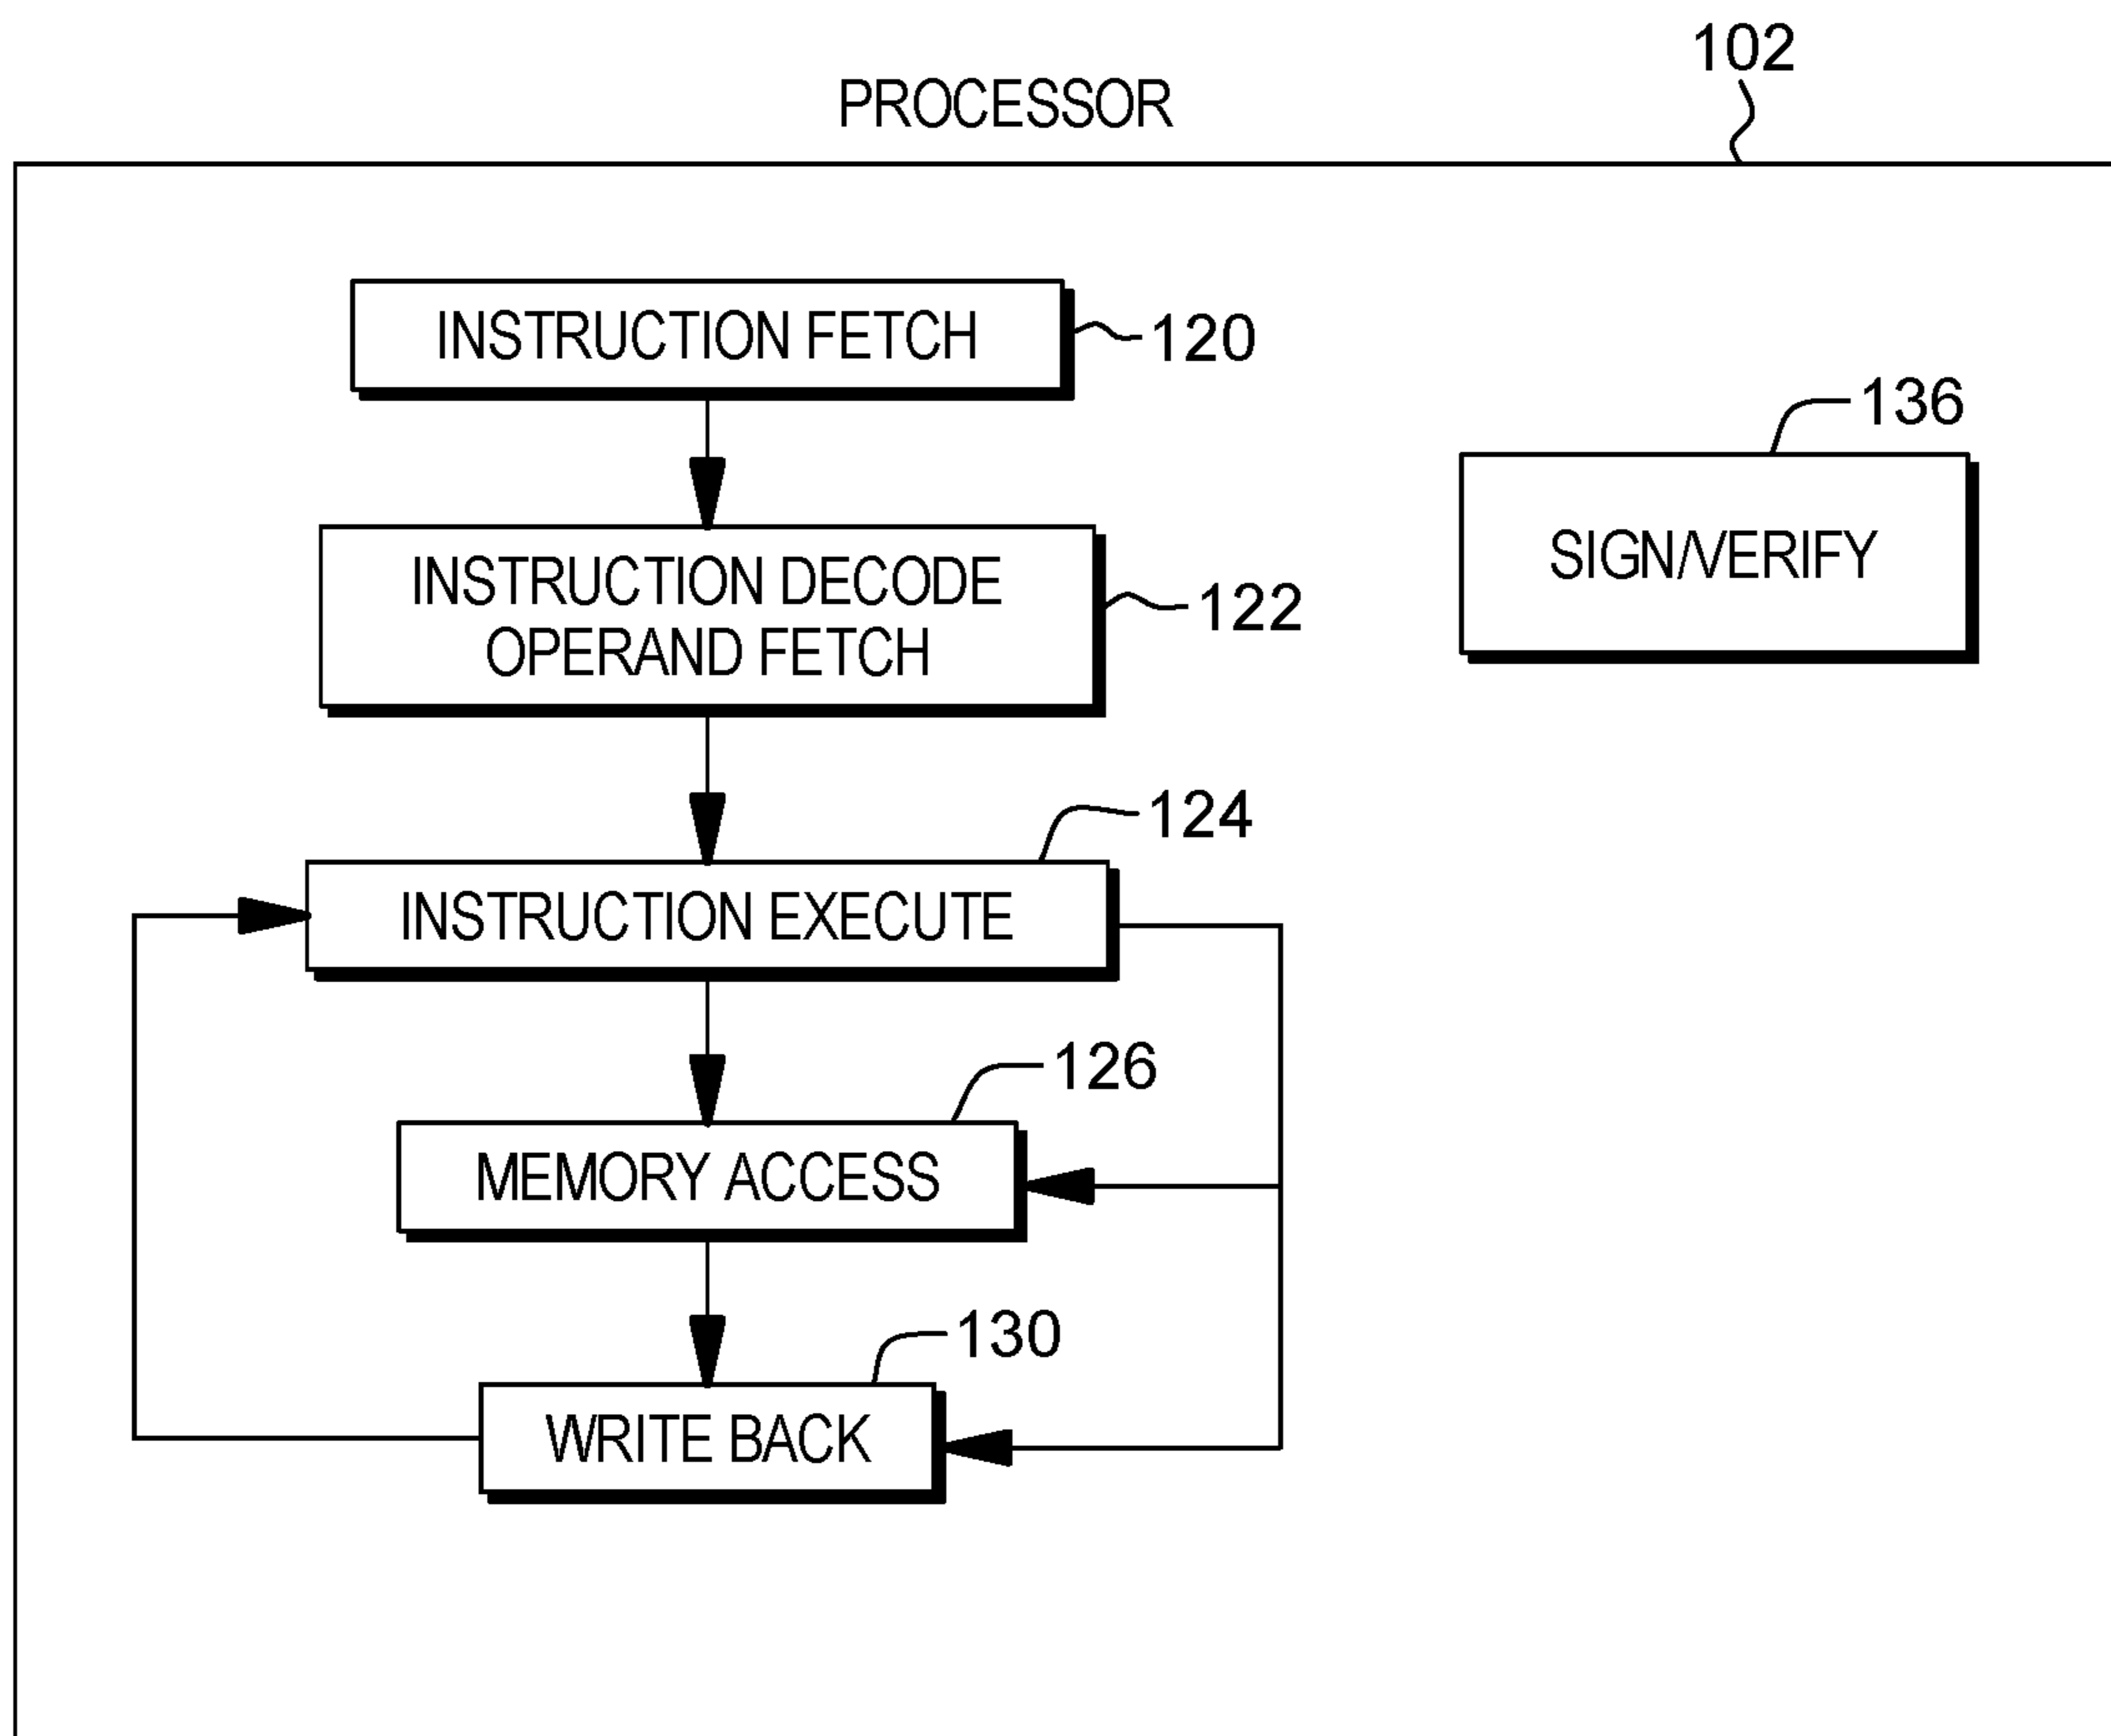 102
PROCESSOR
INSTRUCTION FETCH
120
136
SIGN/VERIFY
INSTRUCTION DECODE
OPERAND FETCH
122
124
INSTRUCTION EXECUTE
126
MEMORY ACCESS
130
WRITE BACK